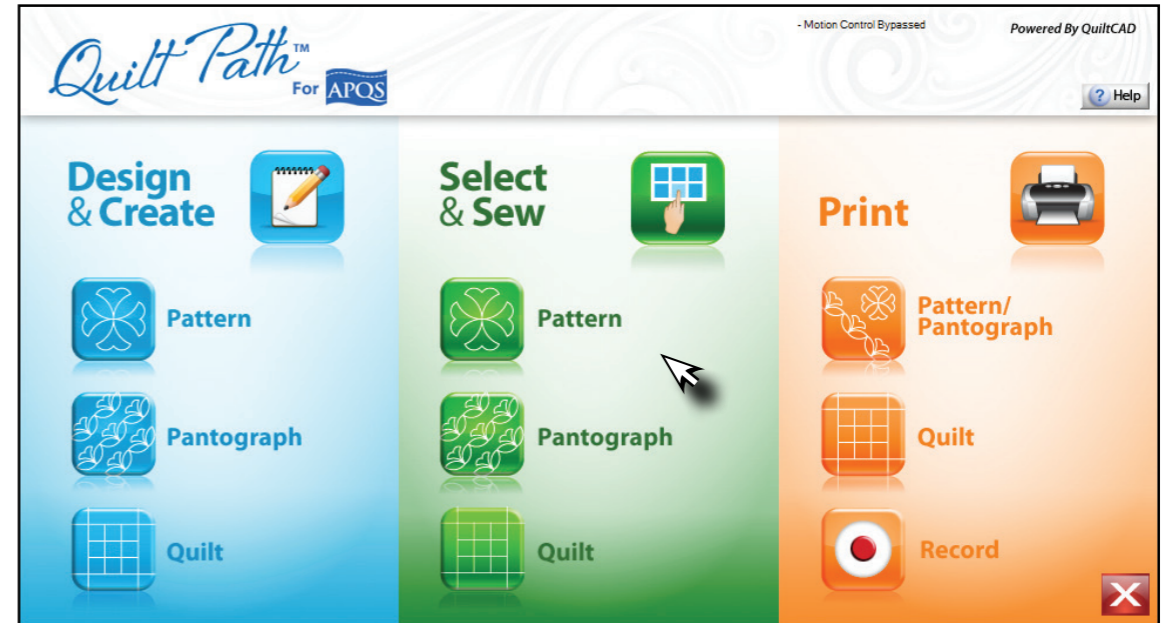 Quilt Path™
For APQS
- Motion Control Bypassed
Powered By QuiltCAD
? Help
Design
& Create
Pattern
Pantograph
Quilt
Select
& Sew
Pattern
Pantograph
Quilt
Print
Pattern/
Pantograph
Quilt
Record
X